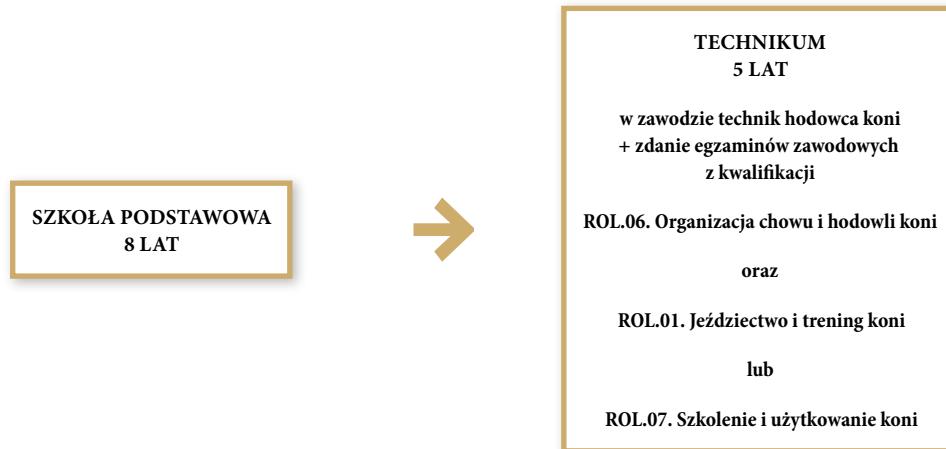 SZKOŁA PODSTAWOWA
8 LAT
TECHNIKUM
5 LAT
w zawodzie technik hodowca koni
+ zdanie egzaminów zawodowych
z kwalifikacji
ROL.06. Organizacja chowu i hodowli koni
oraz
ROL.01. Jeździectwo i trening koni
lub
ROL.07. Szkolenie i użytkowanie koni